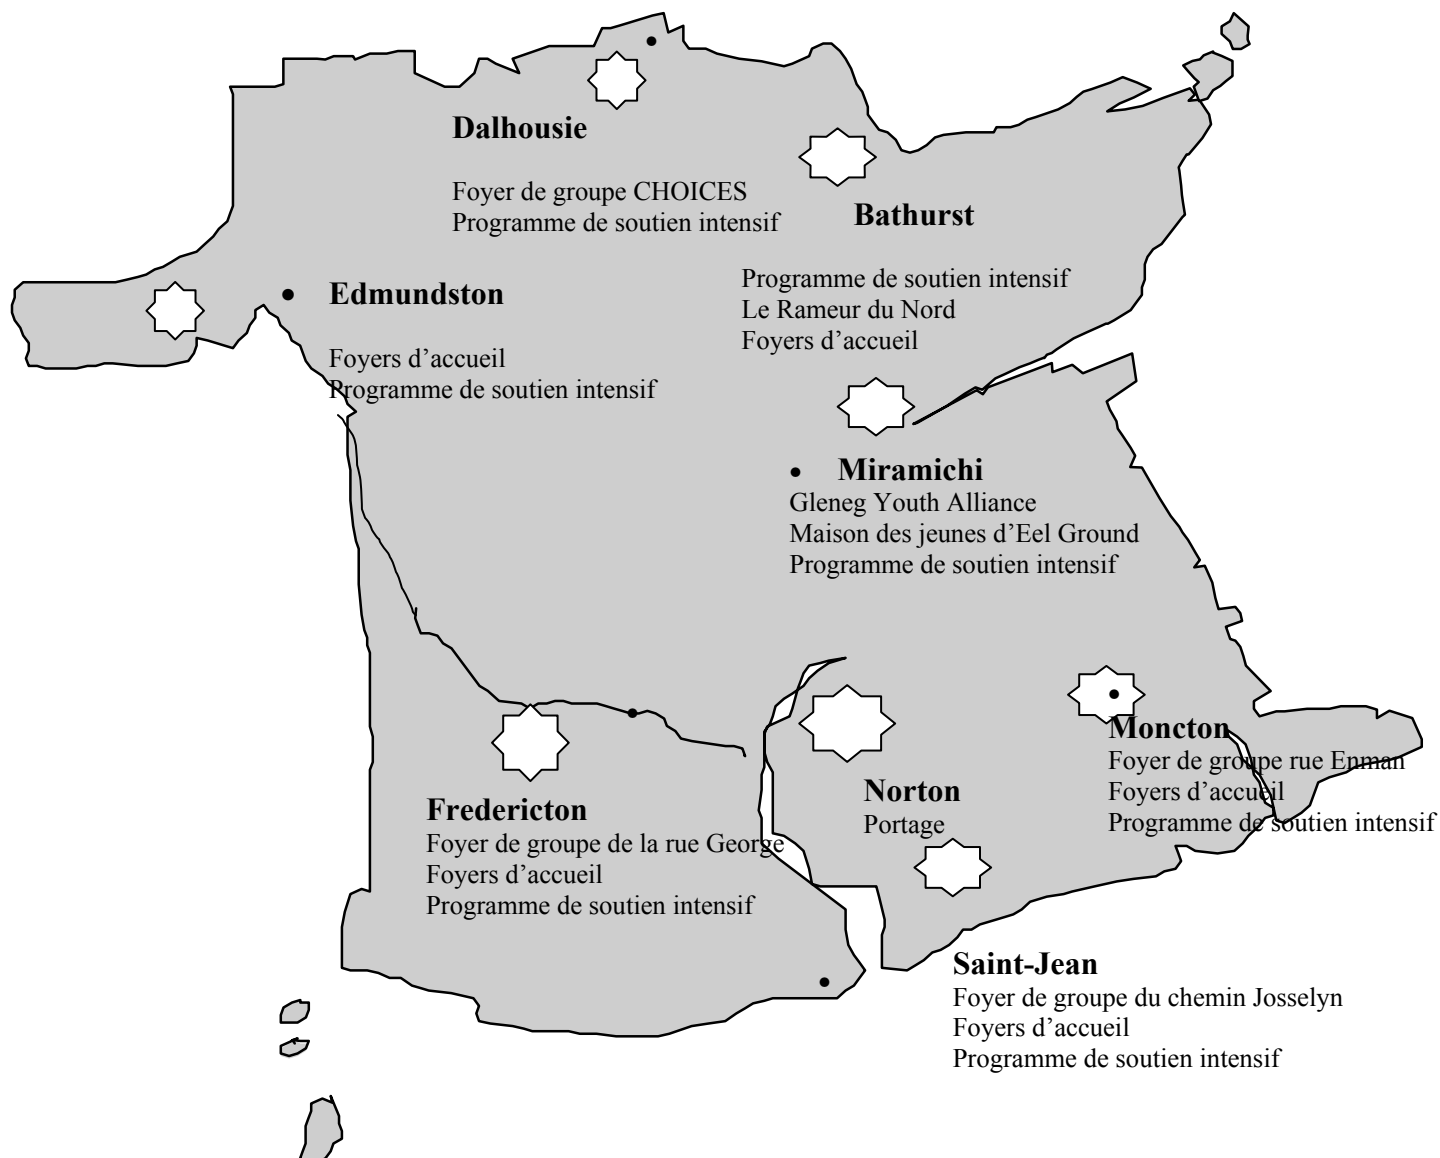 Dalhousie
Foyer de groupe CHOICES
Programme de soutien intensif
Bathurst
Programme de soutien intensif
Le Rameur du Nord
Foyers d’accueil
Edmundston
Foyers d’accueil
Programme de soutien intensif
Miramichi
Gleneg Youth Alliance
Maison des jeunes d’Eel Ground
Programme de soutien intensif
Moncton
Foyer de groupe rue Enman
Foyers d’accueil
Programme de soutien intensif
Norton
Portage
Fredericton
Foyer de groupe de la rue George
Foyers d’accueil
Programme de soutien intensif
Saint-Jean
Foyer de groupe du chemin Josselyn
Foyers d’accueil
Programme de soutien intensif